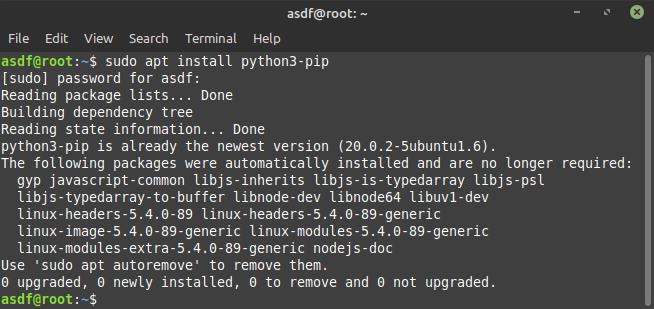 asdf@root: ~
File Edit View Search Terminal Help
asdf@root:~$ sudo apt install python3-pip
[sudo] password for asdf:
Reading package lists... Done
Building dependency tree
Reading state information... Done
python3-pip is already the newest version (20.0.2-5ubuntu1.6).
The following packages were automatically installed and are no longer required:
  gyp javascript-common libjs-inherits libjs-is-typedarray libjs-psl
  libjs-typedarray-to-buffer libnode-dev libnode64 libuv1-dev
  linux-headers-5.4.0-89 linux-headers-5.4.0-89-generic
  linux-image-5.4.0-89-generic linux-modules-5.4.0-89-generic
  linux-modules-extra-5.4.0-89-generic nodejs-doc
Use 'sudo apt autoremove' to remove them.
0 upgraded, 0 newly installed, 0 to remove and 0 not upgraded.
asdf@root:~$